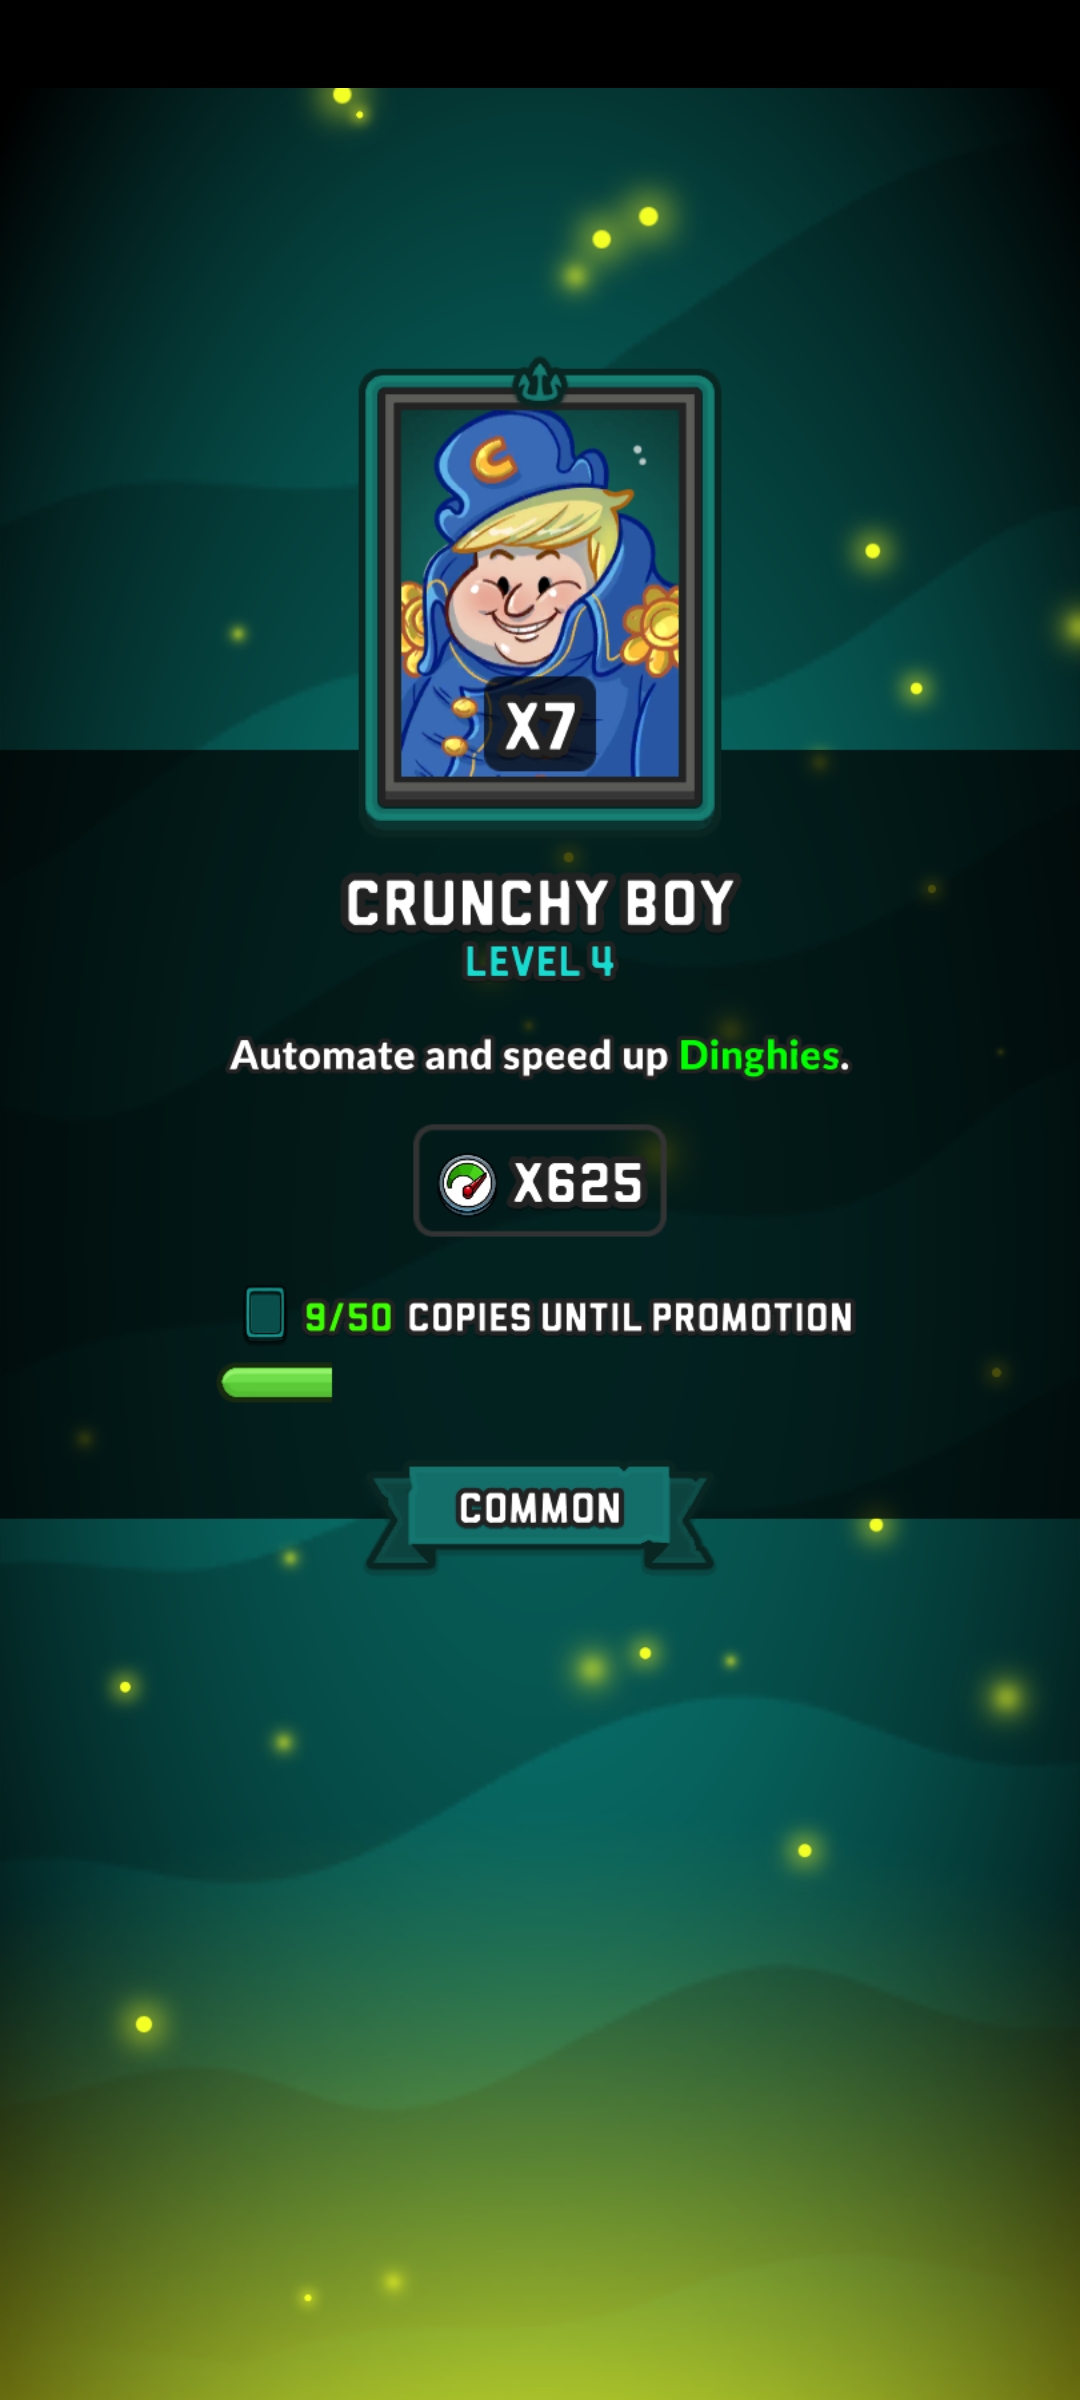 C
X7
CRUNCHY BOY
LEVEL 4
Automate and speed up Dinghies.
X625
9/50 COPIES UNTIL PROMOTION
COMMON